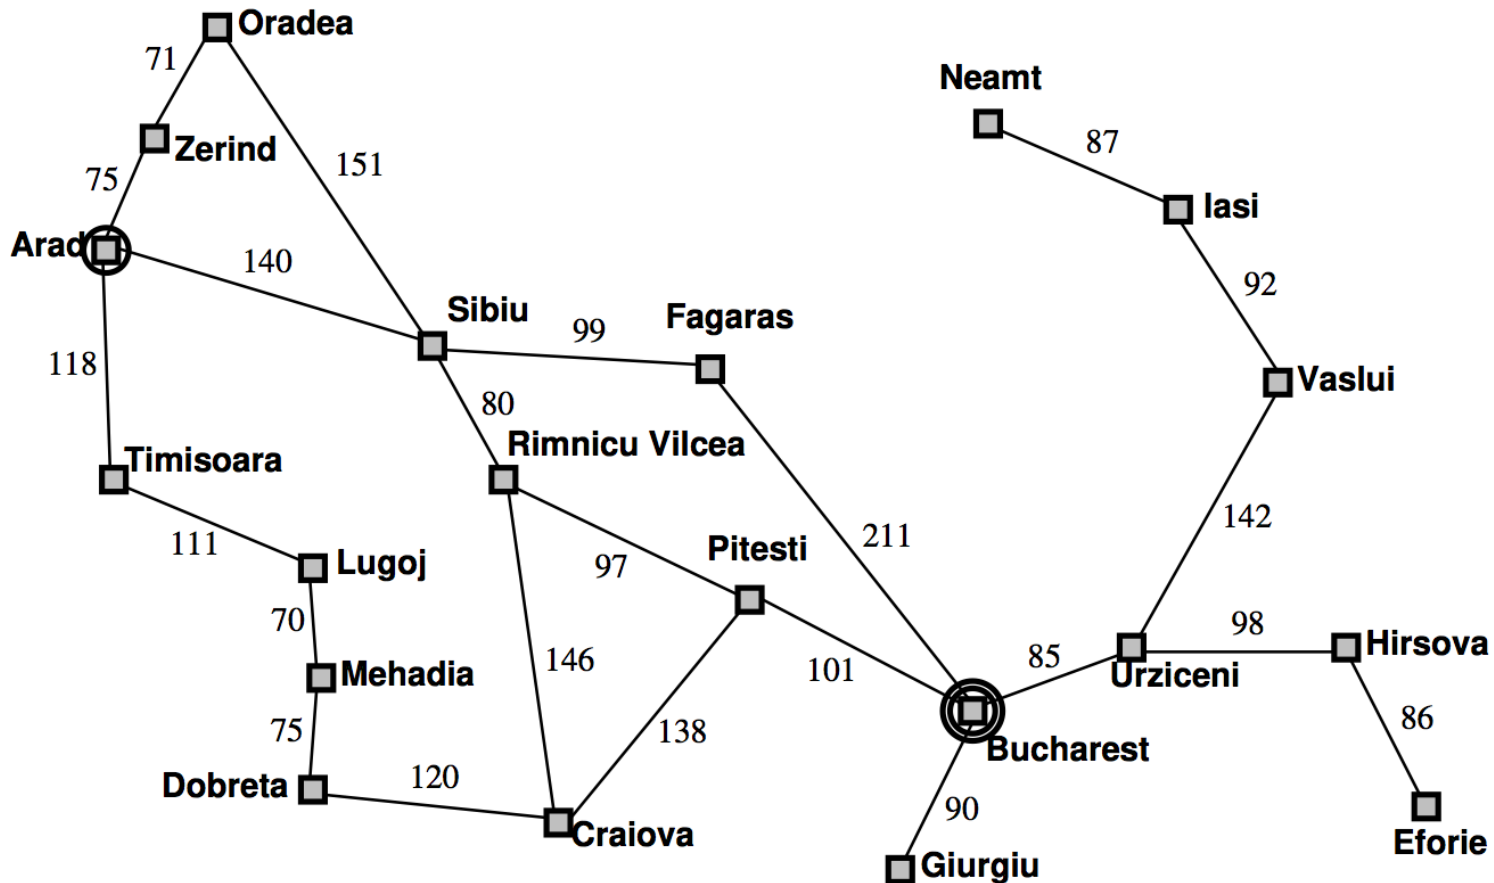 Oradea
71
Neamt
Zerind
87
151
75
Iasi
Arad
140
92
Sibiu
Fagaras
99
118
Vaslui
80
Rimnicu Vilcea
Timisoara
142
211
111
Pitesti
Lugoj
97
70
98
Hirsova
146
85
101
Mehadia
Urziceni
86
75
138
Bucharest
Dobreta
120
90
Craiova
Eforie
Giurgiu